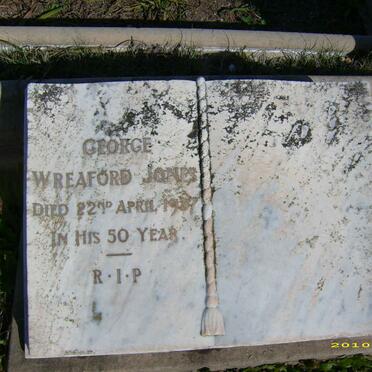 GEORGE
WREAFORD JONES
DIED 22ND APRIL
IN HIS 50 YEAR.
R·I·P
2010